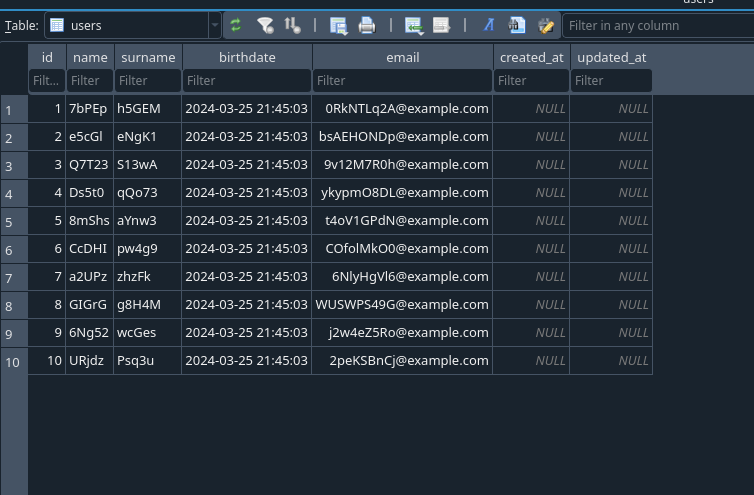 users
Table: users Filter in any column
id name surname birthdate email created_at updated_at
Filt... Filter Filter Filter Filter Filter Filter
1 1 7bPEp h5GEM 2024-03-25 21:45:03 0RkNTLq2A@example.com NULL NULL
2 2 e5cGl eNgK1 2024-03-25 21:45:03 bsAEHONDp@example.com NULL NULL
3 3 Q7T23 S13wA 2024-03-25 21:45:03 9v12M7R0h@example.com NULL NULL
4 4 Ds5t0 qQo73 2024-03-25 21:45:03 ykypmO8DL@example.com NULL NULL
5 5 8mShs aYnw3 2024-03-25 21:45:03 t4oV1GPdN@example.com NULL NULL
6 6 CcDHI pw4g9 2024-03-25 21:45:03 COfolMkO0@example.com NULL NULL
7 7 a2UPz zhzFk 2024-03-25 21:45:03 6NlyHgVl6@example.com NULL NULL
8 8 GIGrG g8H4M 2024-03-25 21:45:03 WUSWPS49G@example.com NULL NULL
9 9 6Ng52 wcGes 2024-03-25 21:45:03 j2w4eZ5Ro@example.com NULL NULL
10 10 URjdz Psq3u 2024-03-25 21:45:03 2peKSBnCj@example.com NULL NULL